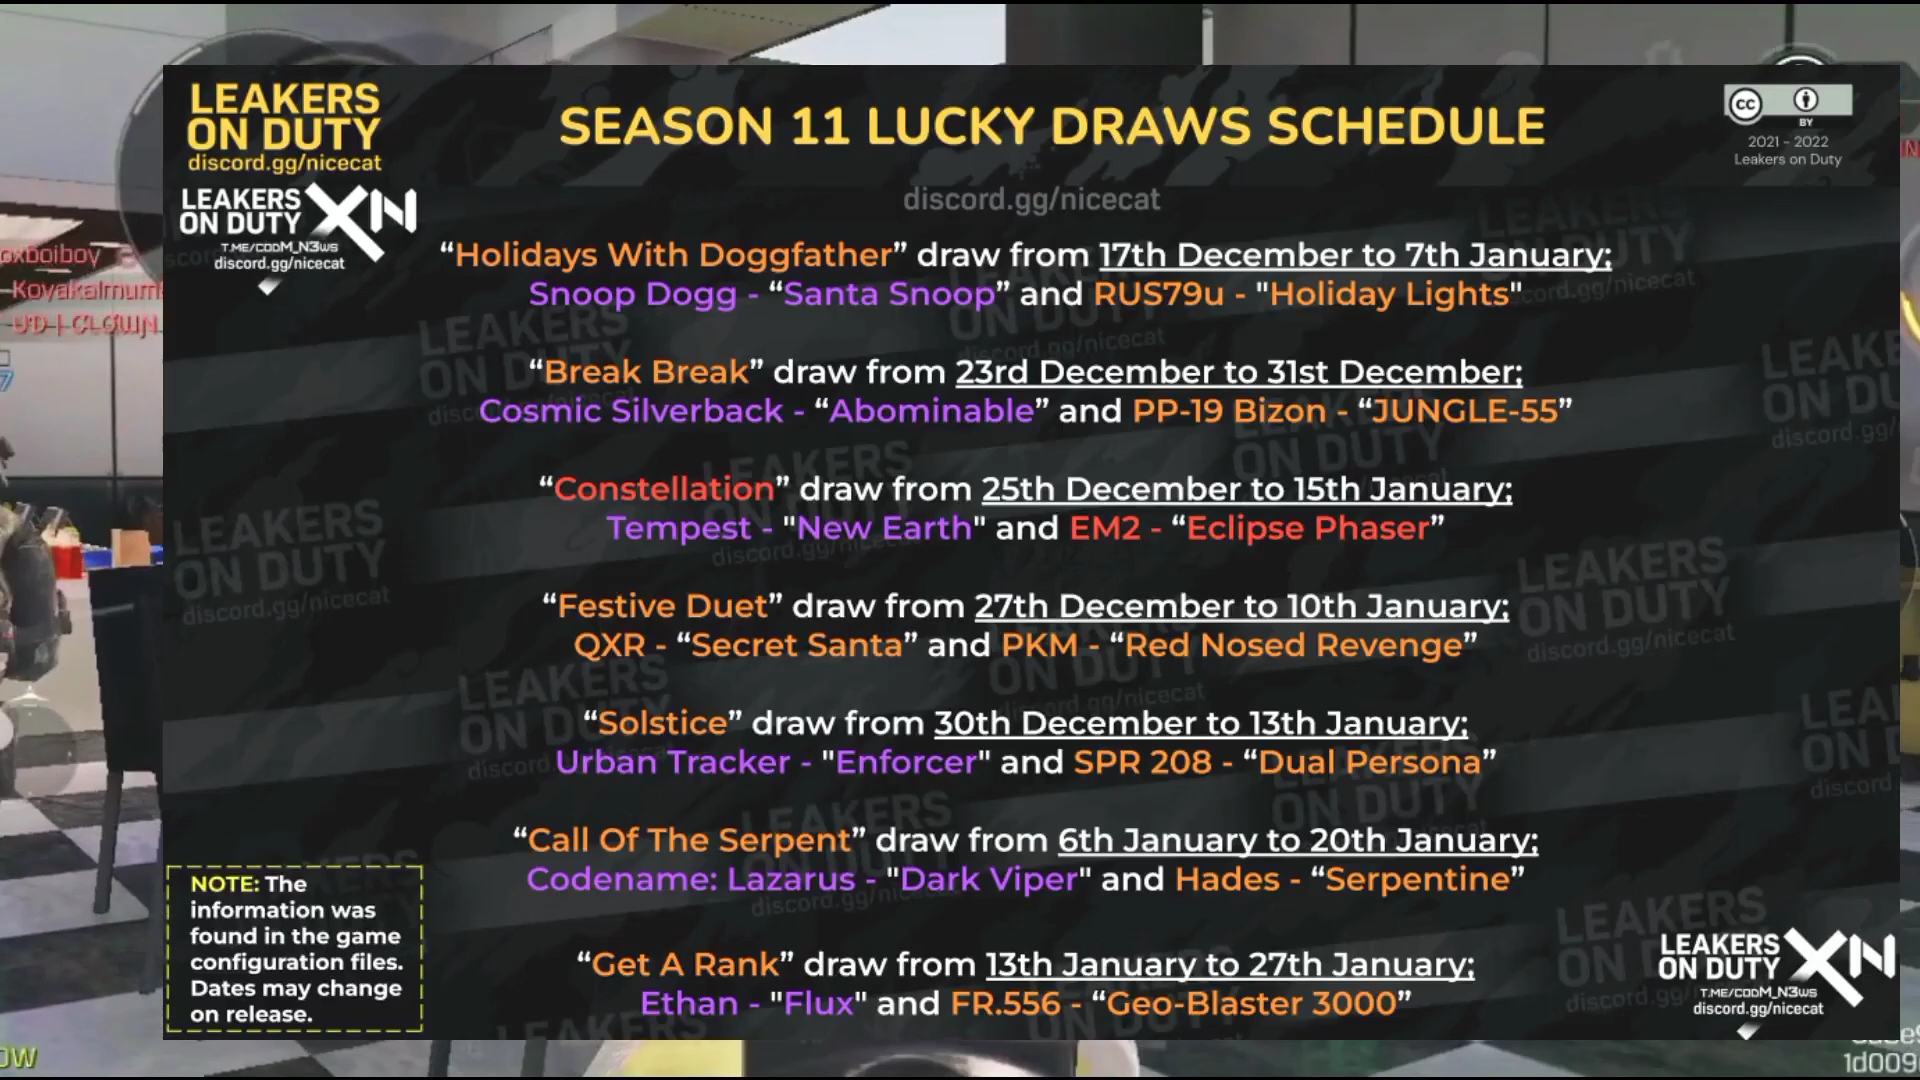 LEAKERS
ON DUTY
discord.gg/nicecat
SEASON 11 LUCKY DRAWS SCHEDULE
cc
BY
2021 - 2022
Leakers on Duty
LEAKERS
ON DUTY
XN
T.ME/CODM_N3WS
discord.gg/nicecat
discord.gg/nicecat
“Holidays With Doggfather” draw from 17th December to 7th January;
Snoop Dogg - “Santa Snoop” and RUS79u - "Holiday Lights"
“Break Break” draw from 23rd December to 31st December;
Cosmic Silverback - “Abominable” and PP-19 Bizon - “JUNGLE-55”
“Constellation” draw from 25th December to 15th January;
Tempest - "New Earth" and EM2 - “Eclipse Phaser”
“Festive Duet” draw from 27th December to 10th January;
QXR - “Secret Santa” and PKM - “Red Nosed Revenge”
“Solstice” draw from 30th December to 13th January;
Urban Tracker - "Enforcer" and SPR 208 - “Dual Persona”
“Call Of The Serpent” draw from 6th January to 20th January;
Codename: Lazarus - "Dark Viper" and Hades - “Serpentine”
“Get A Rank” draw from 13th January to 27th January;
Ethan - "Flux" and FR.556 - “Geo-Blaster 3000”
NOTE: The
information was
found in the game
configuration files.
Dates may change
on release.
LEAKERS
ON DUTY
XN
T.ME/CODM_N3WS
discord.gg/nicecat